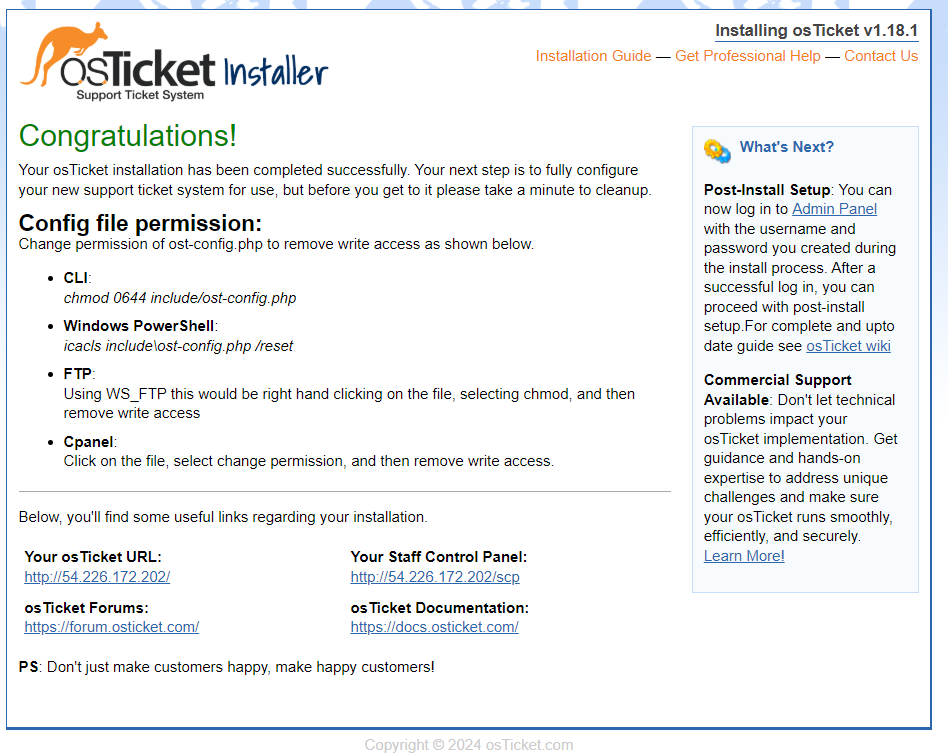 Installing osTicket v1.18.1
Installation Guide — Get Professional Help — Contact Us
osTicket Installer
Support Ticket System
Congratulations!
Your osTicket installation has been completed successfully. Your next step is to fully configure
your new support ticket system for use, but before you get to it please take a minute to cleanup.
Config file permission:
Change permission of ost-config.php to remove write access as shown below.
• CLI:
chmod 0644 include/ost-config.php
• Windows PowerShell:
icacls include\ost-config.php /reset
• FTP:
Using WS_FTP this would be right hand clicking on the file, selecting chmod, and then
remove write access
• Cpanel:
Click on the file, select change permission, and then remove write access.
Below, you'll find some useful links regarding your installation.
Your osTicket URL:
http://54.226.172.202/
Your Staff Control Panel:
http://54.226.172.202/scp
osTicket Forums:
https://forum.osticket.com/
osTicket Documentation:
https://docs.osticket.com/
PS: Don't just make customers happy, make happy customers!
What's Next?
Post-Install Setup: You can
now log in to Admin Panel
with the username and
password you created during
the install process. After a
successful log in, you can
proceed with post-install
setup.For complete and upto
date guide see osTicket wiki
Commercial Support
Available: Don't let technical
problems impact your
osTicket implementation. Get
guidance and hands-on
expertise to address unique
challenges and make sure
your osTicket runs smoothly,
efficiently, and securely.
Learn More!
Copyright © 2024 osTicket.com